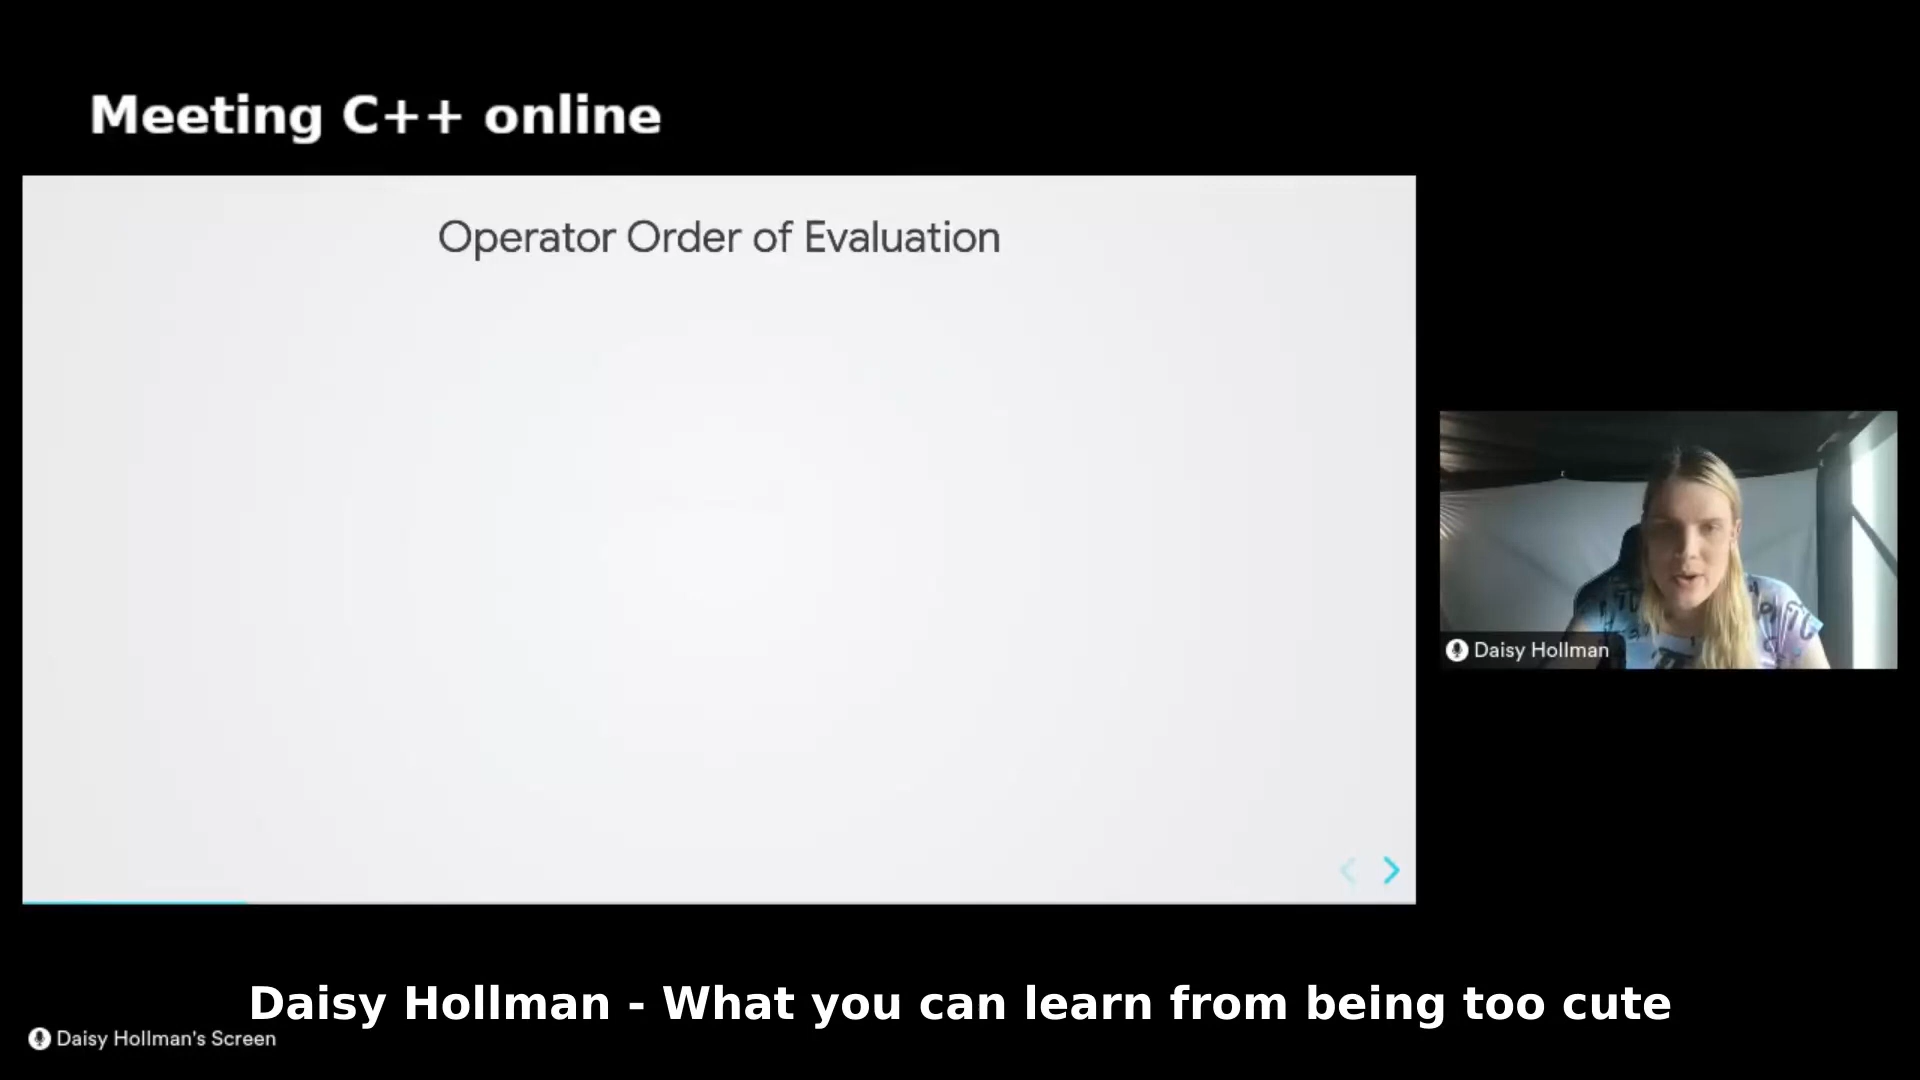 Meeting C++ online
Operator Order of Evaluation
Daisy Hollman
Daisy Hollman - What you can learn from being too cute
Daisy Hollman's Screen